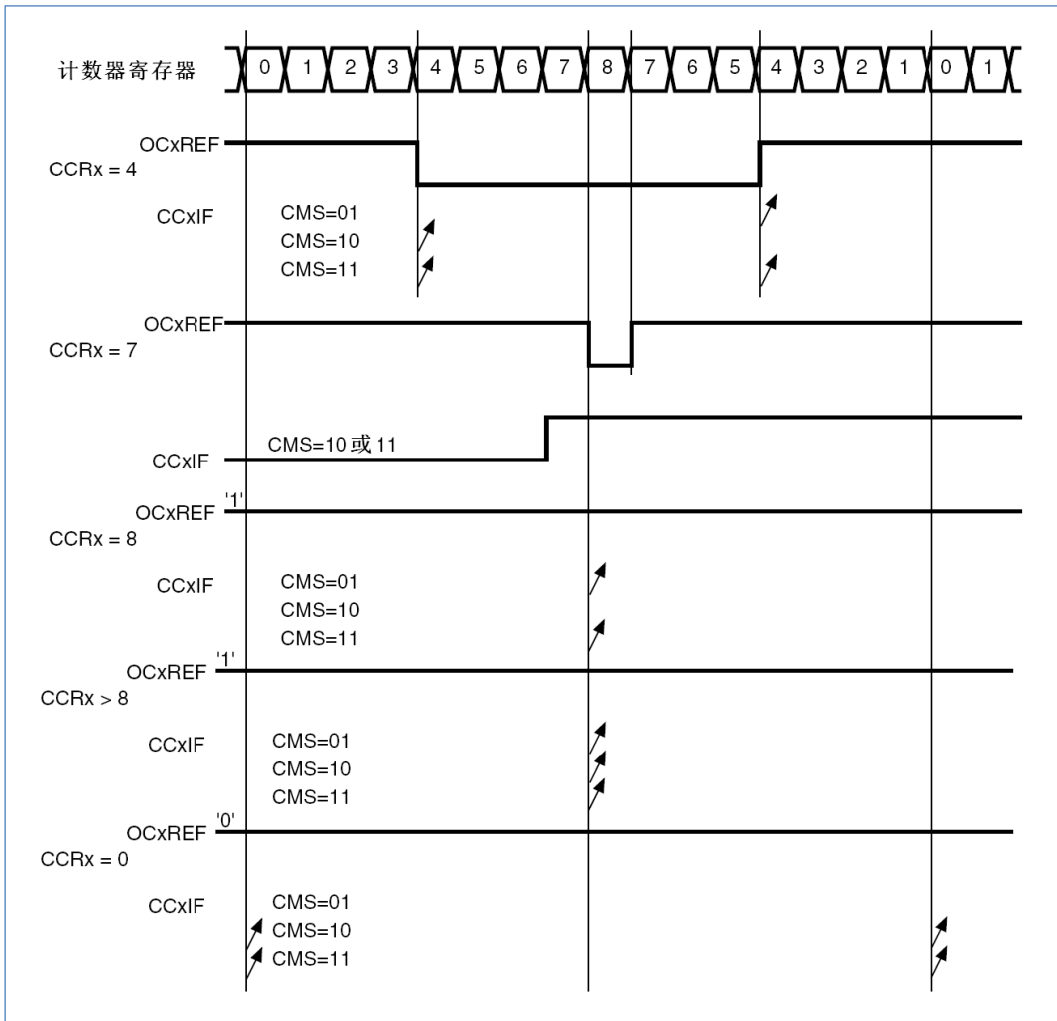 计数器寄存器 0 1 2 3 4 5 6 7 8 7 6 5 4 3 2 1 0 1
OCxREF
CCRx = 4
CCxIF
CMS=01
CMS=10
CMS=11
OCxREF
CCRx = 7
CMS=10 或 11
CCxIF
OCxREF '1'
CCRx = 8
CCxIF
CMS=01
CMS=10
CMS=11
OCxREF '1'
CCRx > 8
CCxIF
CMS=01
CMS=10
CMS=11
OCxREF '0'
CCRx = 0
CCxIF
CMS=01
CMS=10
CMS=11